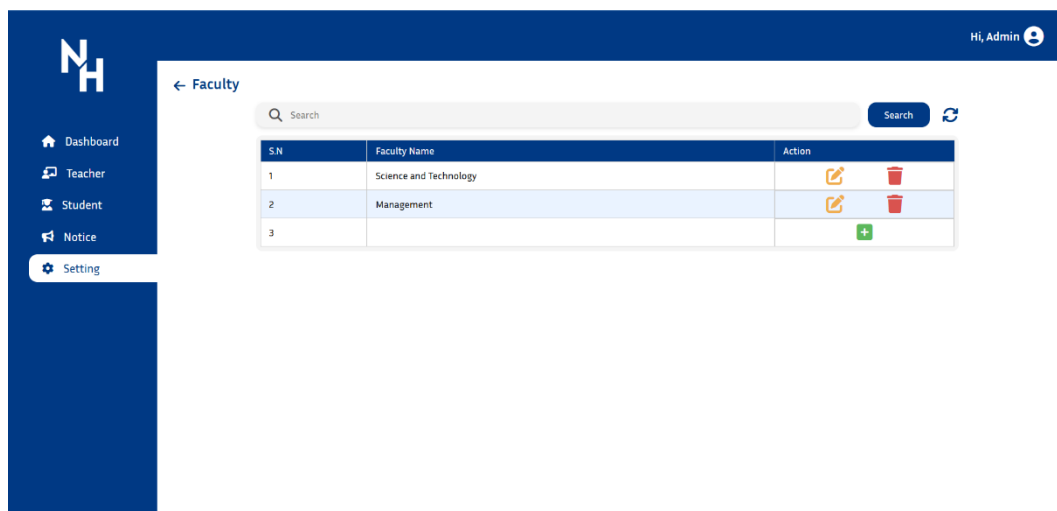 Hi, Admin
NH
← Faculty
Search
Search
Dashboard
Teacher
Student
Notice
Setting
S.N Faculty Name Action
1 Science and Technology
2 Management
3